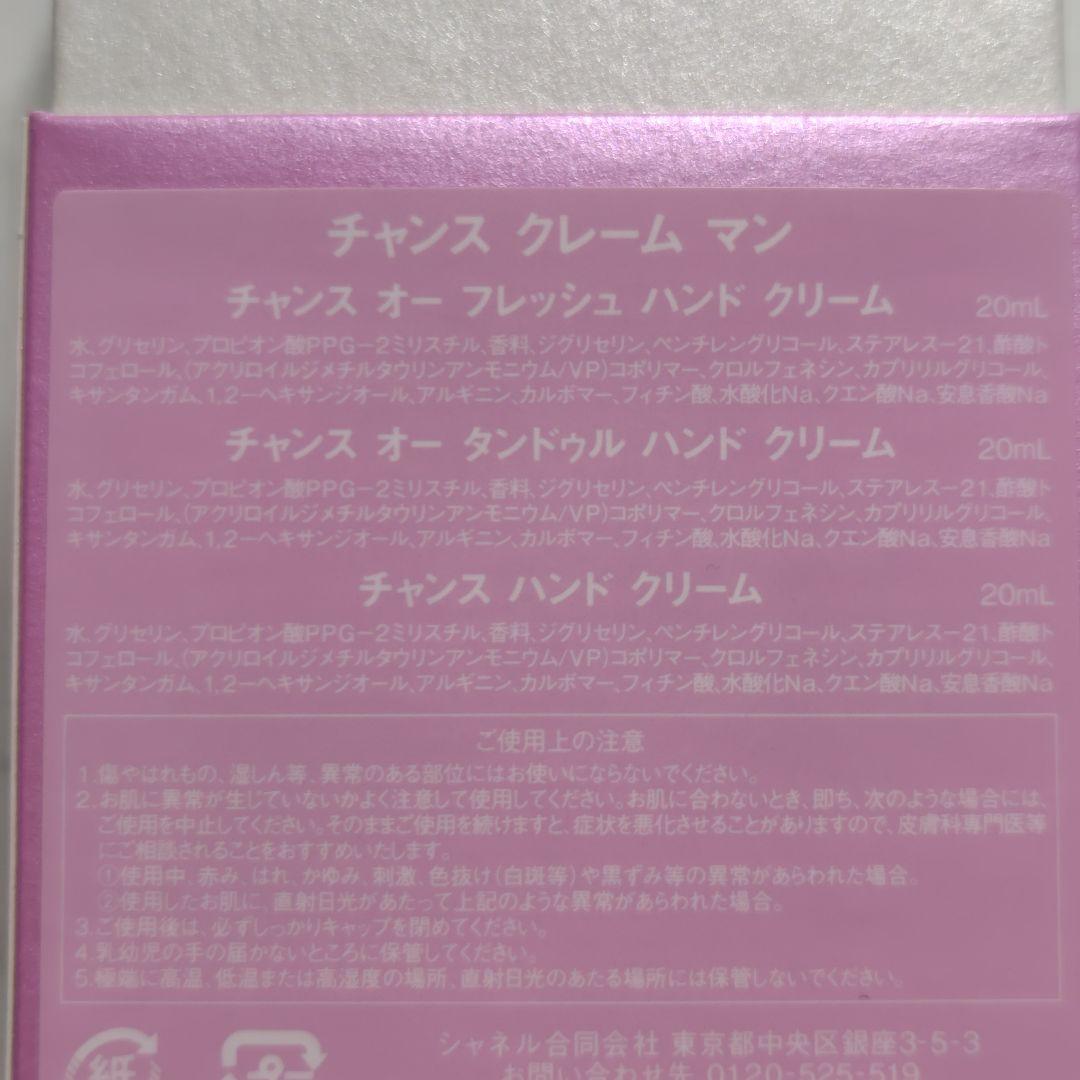 チャンス クレーム マン
チャンス オー フレッシュ ハンド クリーム 20mL
水、グリセリン、プロピオン酸PPG-2ミリスチル、香料、ジグリセリン、ペンチレングリコール、ステアレス-21、酢酸ト
コフェロール、(アクリロイルジメチルタウリンアンモニウム/VP)コポリマー、クロルフェネシン、カプリリルグリコール、
キサンタンガム、1,2-ヘキサンジオール、アルギニン、カルボマー、フィチン酸、水酸化Na、クエン酸Na、安息香酸Na
チャンス オー タンドゥル ハンド クリーム 20mL
水、グリセリン、プロピオン酸PPG-2ミリスチル、香料、ジグリセリン、ペンチレングリコール、ステアレス-21、酢酸ト
コフェロール、(アクリロイルジメチルタウリンアンモニウム/VP)コポリマー、クロルフェネシン、カプリリルグリコール、
キサンタンガム、1,2-ヘキサンジオール、アルギニン、カルボマー、フィチン酸、水酸化Na、クエン酸Na、安息香酸Na
チャンス ハンド クリーム 20mL
水、グリセリン、プロピオン酸PPG-2ミリスチル、香料、ジグリセリン、ペンチレングリコール、ステアレス-21、酢酸ト
コフェロール、(アクリロイルジメチルタウリンアンモニウム/VP)コポリマー、クロルフェネシン、カプリリルグリコール、
キサンタンガム、1,2-ヘキサンジオール、アルギニン、カルボマー、フィチン酸、水酸化Na、クエン酸Na、安息香酸Na
ご使用上の注意
1.傷やはれもの、湿しん等、異常のある部位にはお使いにならないでください。
2.お肌に異常が生じていないかよく注意して使用してください。お肌に合わないとき、即ち、次のような場合には、
ご使用を中止してください。そのままご使用を続けますと、症状を悪化させることがありますので、皮膚科専門医等
にご相談されることをおすすめいたします。
①使用中、赤み、はれ、かゆみ、刺激、色抜け(白斑等)や黒ずみ等の異常があらわれた場合。
②使用したお肌に、直射日光があたって上記のような異常があらわれた場合。
3.ご使用後は、必ずしっかりキャップを閉めてください。
4.乳幼児の手の届かないところに保管してください。
5.極端に高温、低温または高湿度の場所、直射日光のあたる場所には保管しないでください。
シャネル合同会社 東京都中央区銀座3-5-3
紙 プラ お問い合わせ先 0120-525-519